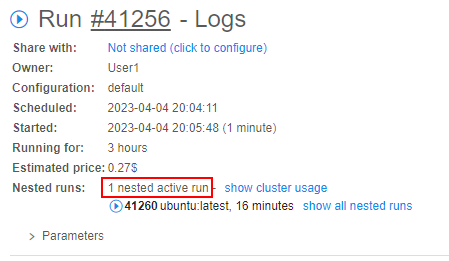 Run #41256 - Logs
Share with: Not shared (click to configure)
Owner: User1
Configuration: default
Scheduled: 2023-04-04 20:04:11
Started: 2023-04-04 20:05:48 (1 minute)
Running for: 3 hours
Estimated price: 0.27$
Nested runs: 1 nested active run - show cluster usage
41260 ubuntu:latest, 16 minutes show all nested runs
> Parameters